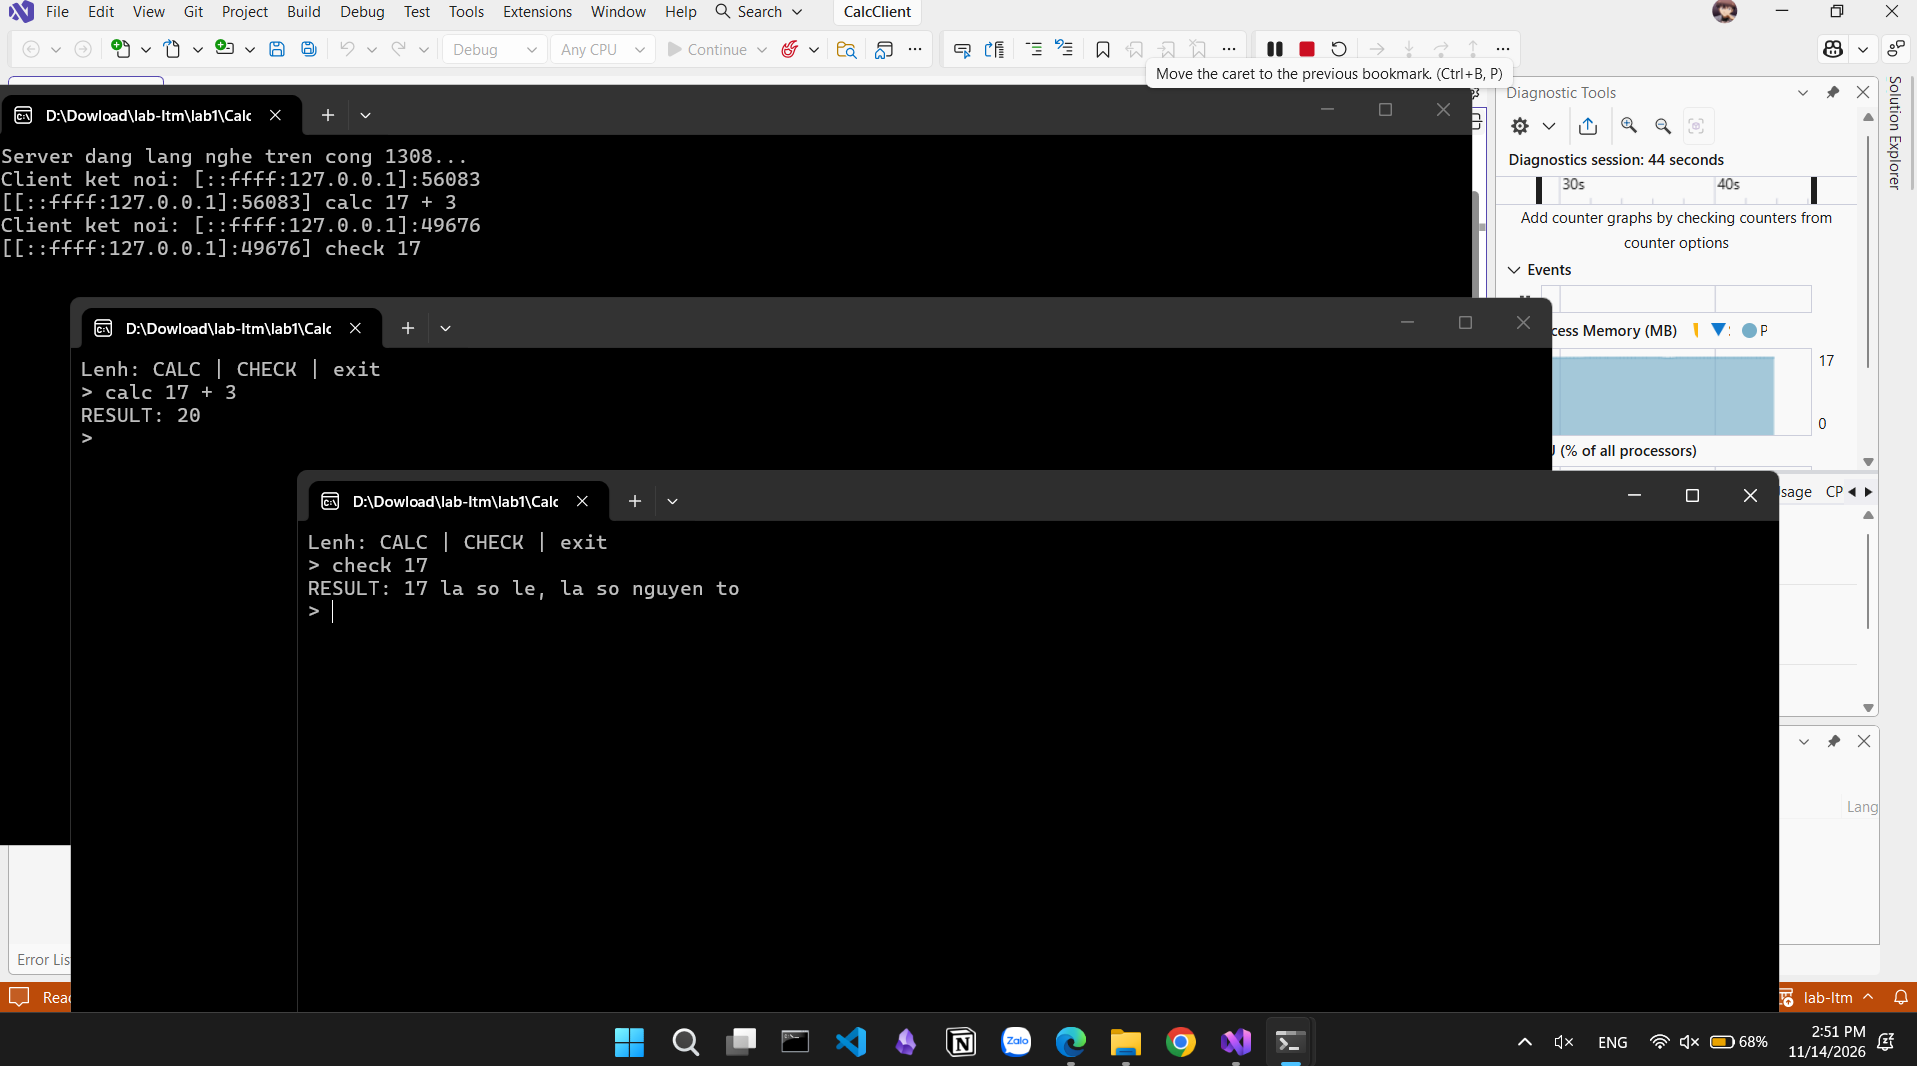 File Edit View Git Project Build Debug Test Tools Extensions Window Help Search CalcClient
Debug Any CPU Continue
Move the caret to the previous bookmark. (Ctrl+B, P)
Diagnostic Tools
Solution Explorer
D:\Dowload\lab-ltm\lab1\Calc
Server dang lang nghe tren cong 1308...
Client ket noi: [::ffff:127.0.0.1]:56083
[[::ffff:127.0.0.1]:56083] calc 17 + 3
Client ket noi: [::ffff:127.0.0.1]:49676
[[::ffff:127.0.0.1]:49676] check 17
Diagnostics session: 44 seconds
30s 40s
Add counter graphs by checking counters from
counter options
Events
cess Memory (MB) P
17
0
(% of all processors)
D:\Dowload\lab-ltm\lab1\Calc
Lenh: CALC | CHECK | exit
> calc 17 + 3
RESULT: 20
>
sage CP
D:\Dowload\lab-ltm\lab1\Calc
Lenh: CALC | CHECK | exit
> check 17
RESULT: 17 la so le, la so nguyen to
>
Lang
Error Lis
Read
lab-ltm
Zalo
ENG 68% 2:51 PM
11/14/2026